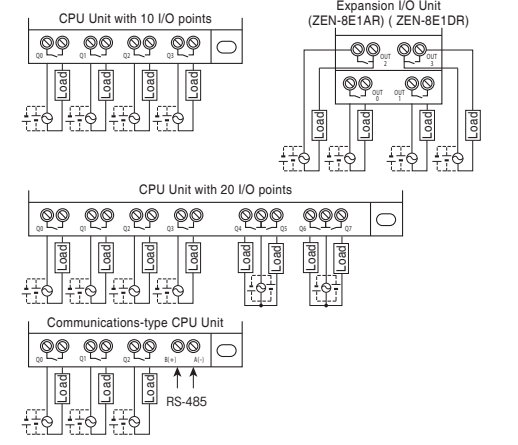 CPU Unit with 10 I/O points
Q0 Q1 Q2 Q3
Load Load Load Load
Expansion I/O Unit
(ZEN-8E1AR) ( ZEN-8E1DR)
OUT 2 OUT 3
OUT 0 OUT 1
Load Load Load Load
CPU Unit with 20 I/O points
Q0 Q1 Q2 Q3 Q4 Q5 Q6 Q7
Load Load Load Load Load Load Load Load
Communications-type CPU Unit
Q0 Q1 Q2 B(+) A(-)
Load Load Load
RS-485